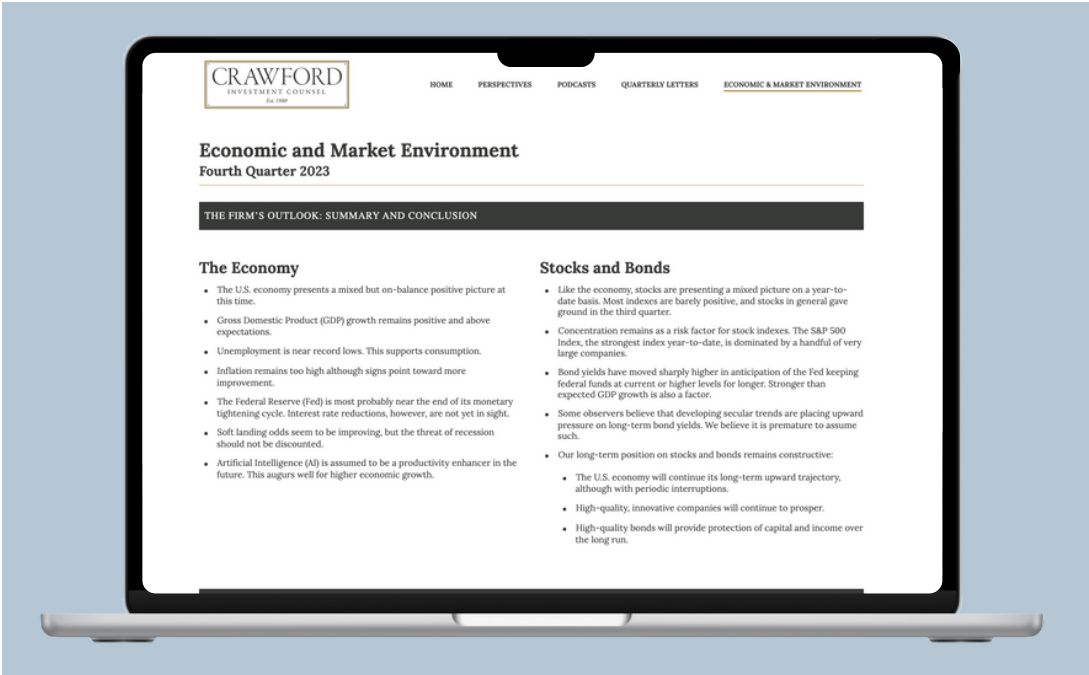 CRAWFORD
INVESTMENT COUNSEL
Est. 1980
HOME
PERSPECTIVES
PODCASTS
QUARTERLY LETTERS
ECONOMIC & MARKET ENVIRONMENT
Economic and Market Environment
Fourth Quarter 2023
THE FIRM'S OUTLOOK: SUMMARY AND CONCLUSION
The Economy
• The U.S. economy presents a mixed but on-balance positive picture at
this time.
• Gross Domestic Product (GDP) growth remains positive and above
expectations.
• Unemployment is near record lows. This supports consumption.
• Inflation remains too high although signs point toward more
improvement.
• The Federal Reserve (Fed) is most probably near the end of its monetary
tightening cycle. Interest rate reductions, however, are not yet in sight.
• Soft landing odds seem to be improving, but the threat of recession
should not be discounted.
• Artificial Intelligence (AI) is assumed to be a productivity enhancer in the
future. This augurs well for higher economic growth.
Stocks and Bonds
• Like the economy, stocks are presenting a mixed picture on a year-to-
date basis. Most indexes are barely positive, and stocks in general gave
ground in the third quarter.
• Concentration remains as a risk factor for stock indexes. The S&P 500
Index, the strongest index year-to-date, is dominated by a handful of very
large companies.
• Bond yields have moved sharply higher in anticipation of the Fed keeping
federal funds at current or higher levels for longer. Stronger than
expected GDP growth is also a factor.
• Some observers believe that developing secular trends are placing upward
pressure on long-term bond yields. We believe it is premature to assume
such.
• Our long-term position on stocks and bonds remains constructive:
• The U.S. economy will continue its long-term upward trajectory,
although with periodic interruptions.
• High-quality, innovative companies will continue to prosper.
• High-quality bonds will provide protection of capital and income over
the long run.